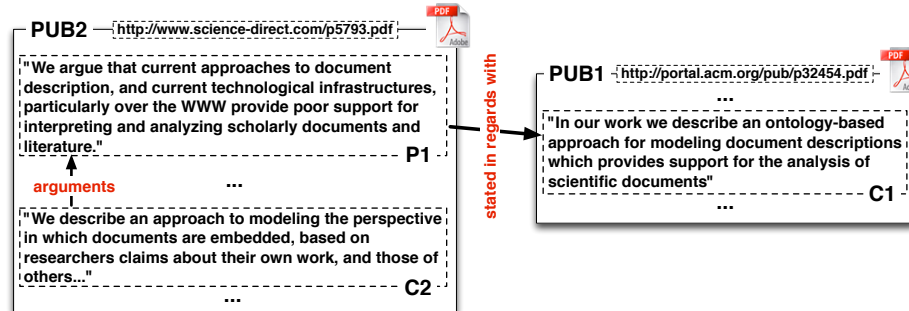 PUB2
http://www.science-direct.com/p5793.pdf
PDF
Adobe
"We argue that current approaches to document
description, and current technological infrastructures,
particularly over the WWW provide poor support for
interpreting and analyzing scholarly documents and
literature."
P1
arguments
...
"We describe an approach to modeling the perspective
in which documents are embedded, based on
researchers claims about their own work, and those of
others..."
C2
...
stated in regards with
PUB1
http://portal.acm.org/pub/p32454.pdf
PDF
...
"In our work we describe an ontology-based
approach for modeling document descriptions
which provides support for the analysis of
scientific documents"
C1
...